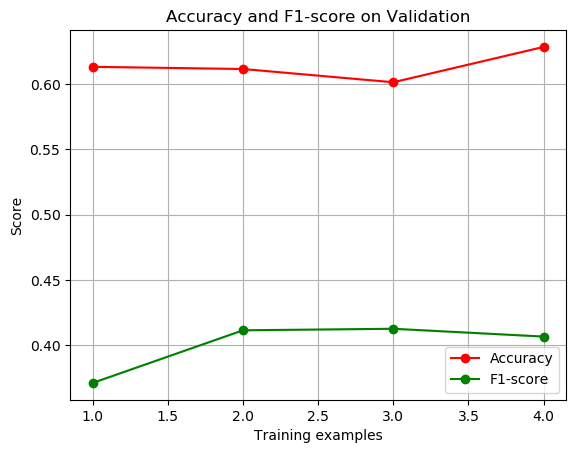 Accuracy and F1-score on Validation
Score
0.60
0.55
0.50
0.45
0.40
Accuracy
F1-score
1.0 1.5 2.0 2.5 3.0 3.5 4.0
Training examples